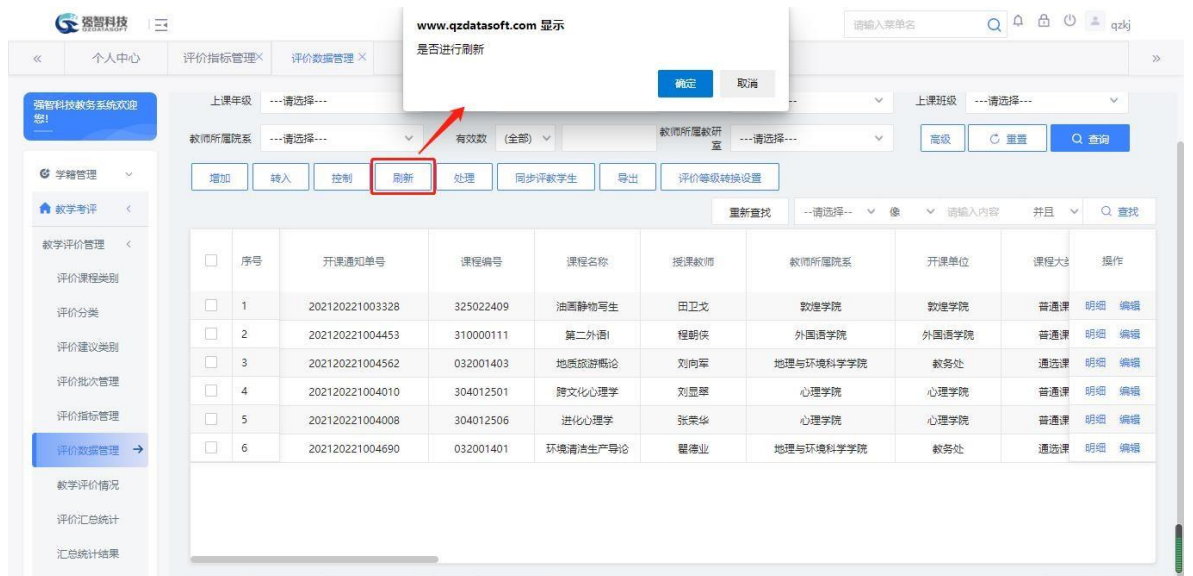 强智科技
QZDATASOFT
www.qzdatasoft.com 显示
是否进行刷新
确定 取消
请输入菜单名
qzkj
« 个人中心 评价指标管理× 评价数据管理 × »
强智科技教务系统欢迎您!
上课年级 ---请选择--- 上课班级 ---请选择---
教师所属院系 ---请选择--- 有效数 (全部) 教师所属教研室 ---请选择--- 高级 重置 查询
增加 转入 控制 刷新 处理 同步评教学生 导出 评价等级转换设置
重新查找 --请选择-- 像 请输入内容 并且 查找
学籍管理
教学考评
教学评价管理
评价课程类别
评价分类
评价建议类别
评价批次管理
评价指标管理
评价数据管理
教学评价情况
评价汇总统计
汇总统计结果
序号 开课通知单号 课程编号 课程名称 授课教师 教师所属院系 开课单位 课程大 操作
1 202120221003328 325022409 油画静物写生 田卫戈 敦煌学院 敦煌学院 普通课 明细 编辑
2 202120221004453 310000111 第二外语I 程朝侠 外国语学院 外国语学院 普通课 明细 编辑
3 202120221004562 032001403 地质旅游概论 刘向军 地理与环境科学学院 教务处 通选课 明细 编辑
4 202120221004010 304012501 跨文化心理学 刘显翠 心理学院 心理学院 普通课 明细 编辑
5 202120221004008 304012506 进化心理学 张荣华 心理学院 心理学院 普通课 明细 编辑
6 202120221004690 032001401 环境清洁生产导论 瞿德业 地理与环境科学学院 教务处 通选课 明细 编辑